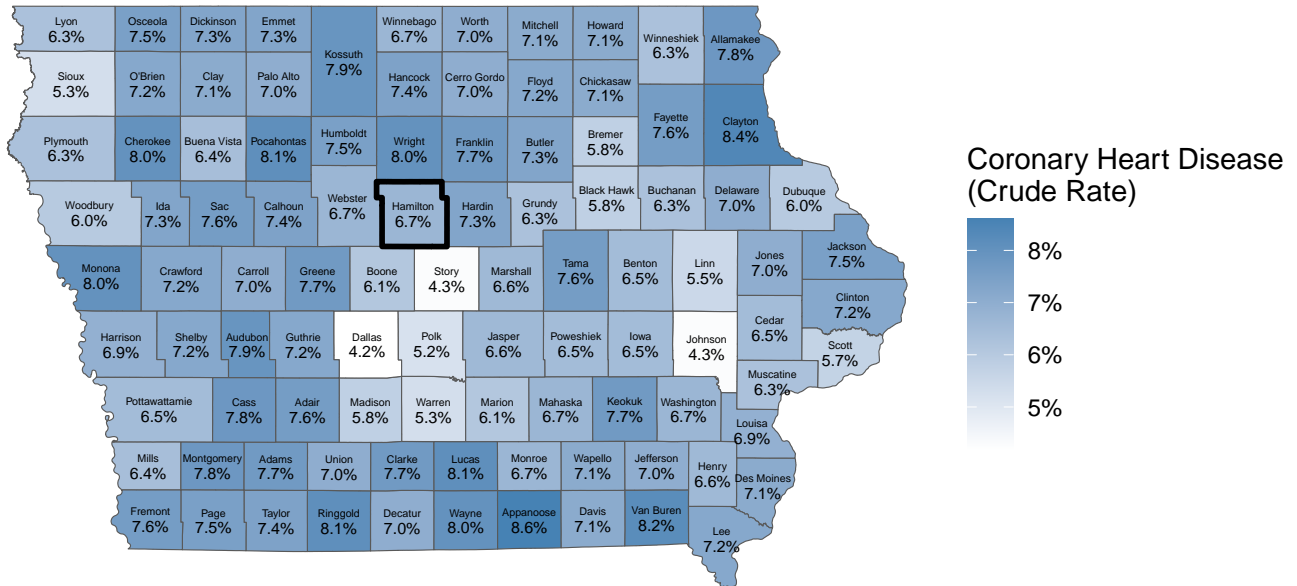 Lyon
6.3%
Osceola
7.5%
Dickinson
7.3%
Emmet
7.3%
Kossuth
7.9%
Winnebago
6.7%
Worth
7.0%
Mitchell
7.1%
Howard
7.1%
Winneshiek
6.3%
Allamakee
7.8%
Sioux
5.3%
O'Brien
7.2%
Clay
7.1%
Palo Alto
7.0%
Hancock
7.4%
Cerro Gordo
7.0%
Floyd
7.2%
Chickasaw
7.1%
Fayette
7.6%
Clayton
8.4%
Plymouth
6.3%
Cherokee
8.0%
Buena Vista
6.4%
Pocahontas
8.1%
Humboldt
7.5%
Wright
8.0%
Franklin
7.7%
Butler
7.3%
Bremer
5.8%
Woodbury
6.0%
Ida
7.3%
Sac
7.6%
Calhoun
7.4%
Webster
6.7%
Hamilton
6.7%
Hardin
7.3%
Grundy
6.3%
Black Hawk
5.8%
Buchanan
6.3%
Delaware
7.0%
Dubuque
6.0%
Monona
8.0%
Crawford
7.2%
Carroll
7.0%
Greene
7.7%
Boone
6.1%
Story
4.3%
Marshall
6.6%
Tama
7.6%
Benton
6.5%
Linn
5.5%
Jones
7.0%
Jackson
7.5%
Clinton
7.2%
Harrison
6.9%
Shelby
7.2%
Audubon
7.9%
Guthrie
7.2%
Dallas
4.2%
Polk
5.2%
Jasper
6.6%
Poweshiek
6.5%
Iowa
6.5%
Johnson
4.3%
Cedar
6.5%
Scott
5.7%
Muscatine
6.3%
Pottawattamie
6.5%
Cass
7.8%
Adair
7.6%
Madison
5.8%
Warren
5.3%
Marion
6.1%
Mahaska
6.7%
Keokuk
7.7%
Washington
6.7%
Louisa
6.9%
Mills
6.4%
Montgomery
7.8%
Adams
7.7%
Union
7.0%
Clarke
7.7%
Lucas
8.1%
Monroe
6.7%
Wapello
7.1%
Jefferson
7.0%
Henry
6.6%
Des Moines
7.1%
Fremont
7.6%
Page
7.5%
Taylor
7.4%
Ringgold
8.1%
Decatur
7.0%
Wayne
8.0%
Appanoose
8.6%
Davis
7.1%
Van Buren
8.2%
Lee
7.2%
Coronary Heart Disease
(Crude Rate)
8%
7%
6%
5%